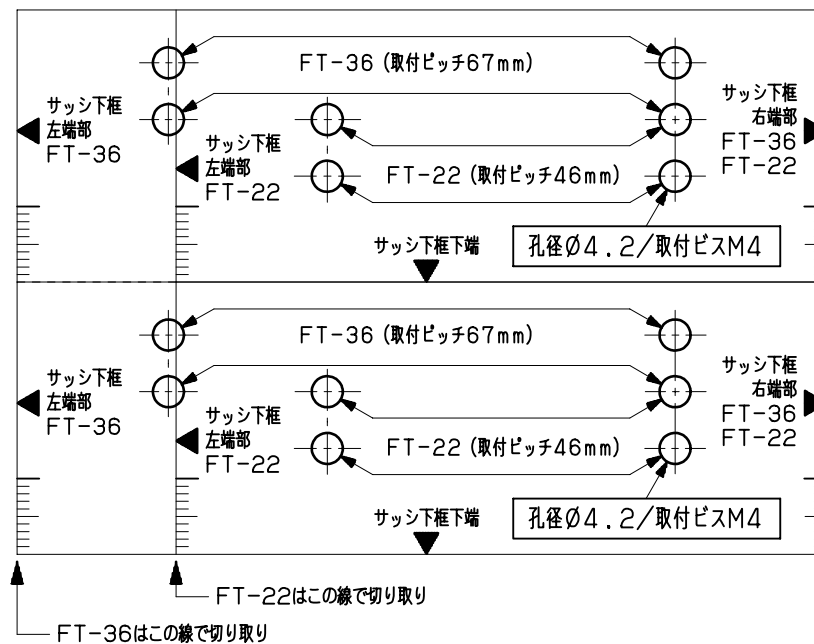 FT-36 (取付ピッチ67mm)
サッシ下框
左端部
FT-36
サッシ下框
右端部
FT-36
FT-22
サッシ下框
左端部
FT-22
FT-22 (取付ピッチ46mm)
サッシ下框下端
孔径Ø4.2/取付ビスM4
FT-36 (取付ピッチ67mm)
サッシ下框
左端部
FT-36
サッシ下框
右端部
FT-36
FT-22
サッシ下框
左端部
FT-22
FT-22 (取付ピッチ46mm)
サッシ下框下端
孔径Ø4.2/取付ビスM4
FT-22はこの線で切り取り
FT-36はこの線で切り取り